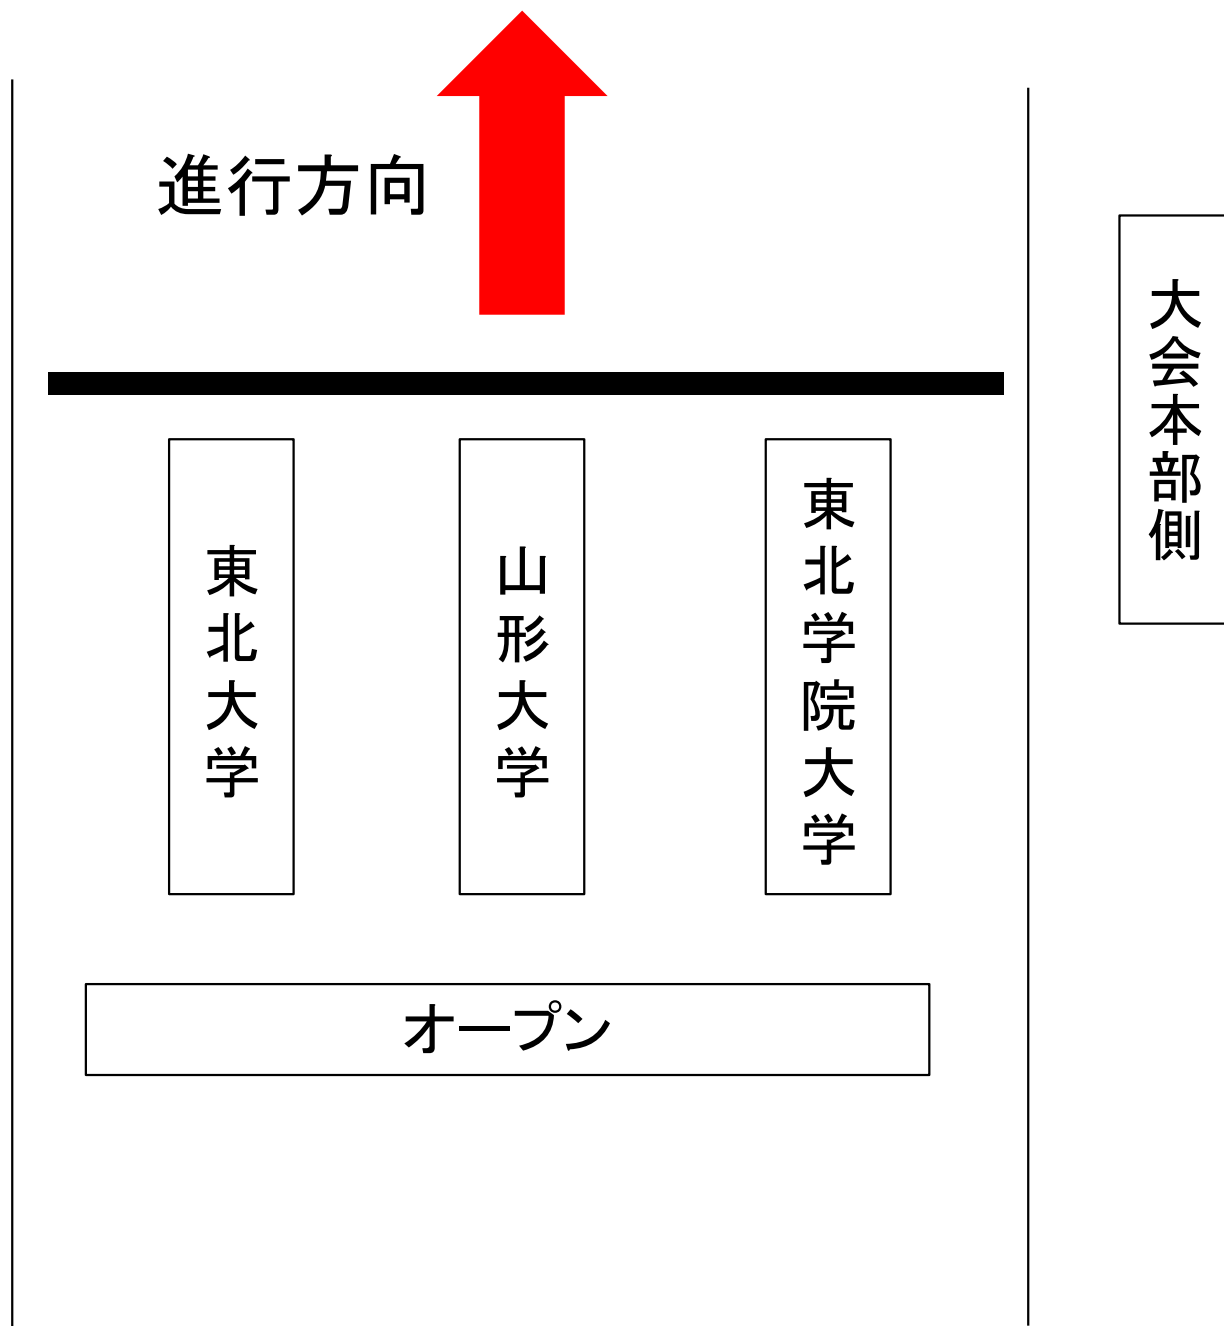 進行方向
大会本部側
東北大学
山形大学
東北学院大学
オープン